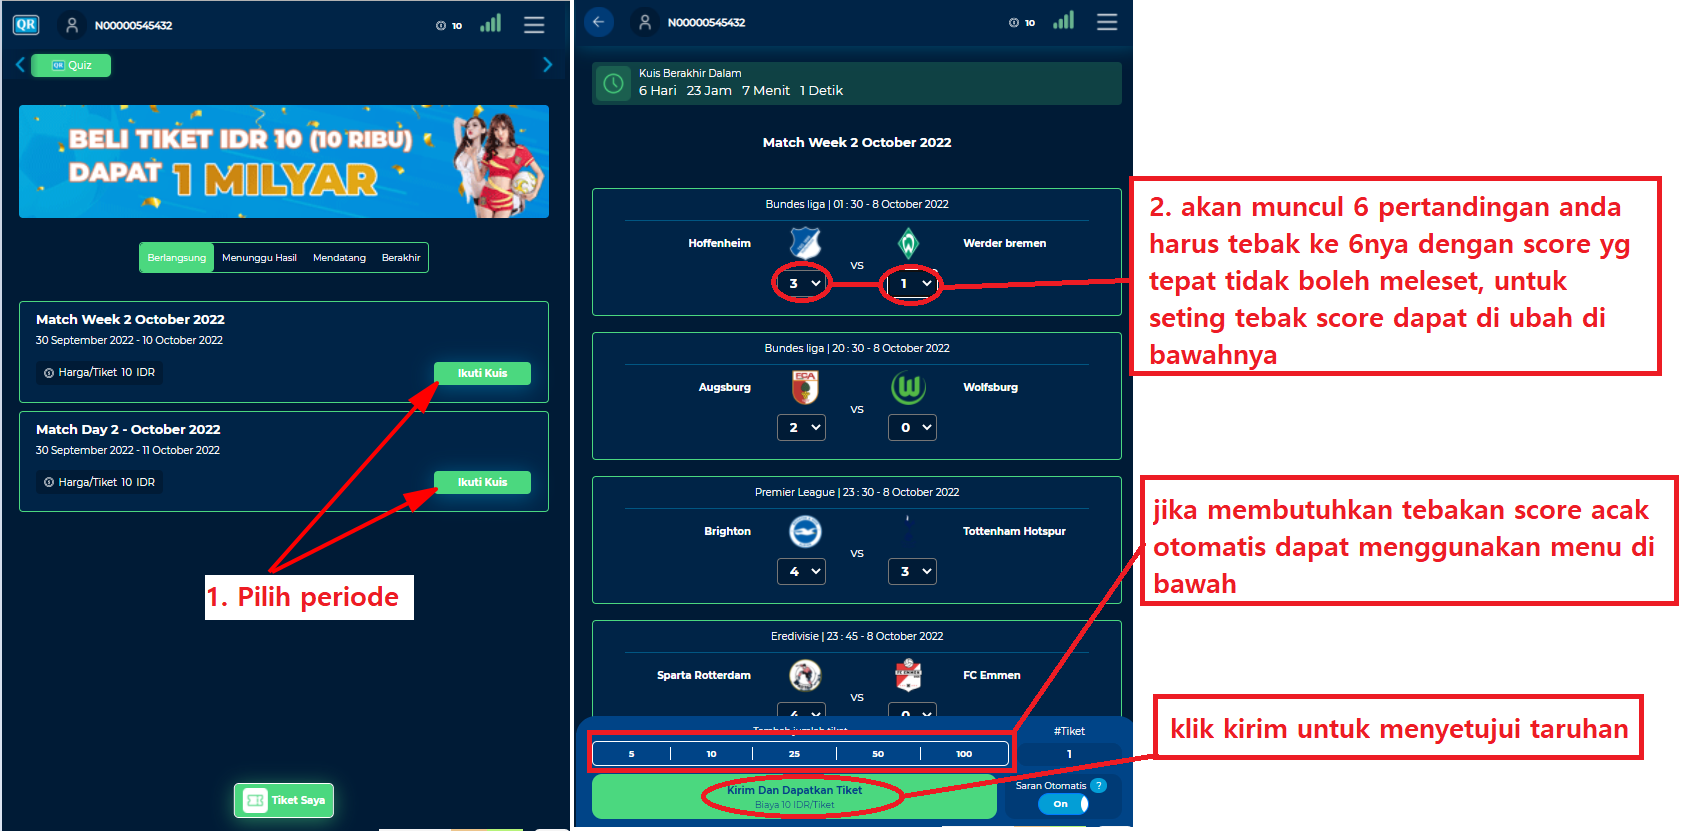 QR
N00000545432
10
Quiz
BELI TIKET IDR 10 (10 RIBU)
DAPAT 1 MILYAR
Berlangsung
Menunggu Hasil
Mendatang
Berakhir
Match Week 2 October 2022
30 September 2022 - 10 October 2022
Harga/Tiket 10 IDR
Ikuti Kuis
Match Day 2 - October 2022
30 September 2022 - 11 October 2022
Harga/Tiket 10 IDR
Ikuti Kuis
1. Pilih periode
Tiket Saya
N00000545432
10
Kuis Berakhir Dalam
6 Hari 23 Jam 7 Menit 1 Detik
Match Week 2 October 2022
Bundes liga | 01 : 30 - 8 October 2022
Hoffenheim
VS
Werder bremen
3
1
Bundes liga | 20 : 30 - 8 October 2022
Augsburg
FCA
VS
W
Wolfsburg
2
0
Premier League | 23 : 30 - 8 October 2022
Brighton
VS
Tottenham Hotspur
4
3
Eredivisie | 23 : 45 - 8 October 2022
Sparta Rotterdam
VS
FC EMMEN
FC Emmen
4
0
Tambah jumlah tiket
5
10
25
50
100
#Tiket
1
Kirim Dan Dapatkan Tiket
Biaya 10 IDR/Tiket
Saran Otomatis ?
On
2. akan muncul 6 pertandingan anda
harus tebak ke 6nya dengan score yg
tepat tidak boleh meleset, untuk
seting tebak score dapat di ubah di
bawahnya
jika membutuhkan tebakan score acak
otomatis dapat menggunakan menu di
bawah
klik kirim untuk menyetujui taruhan